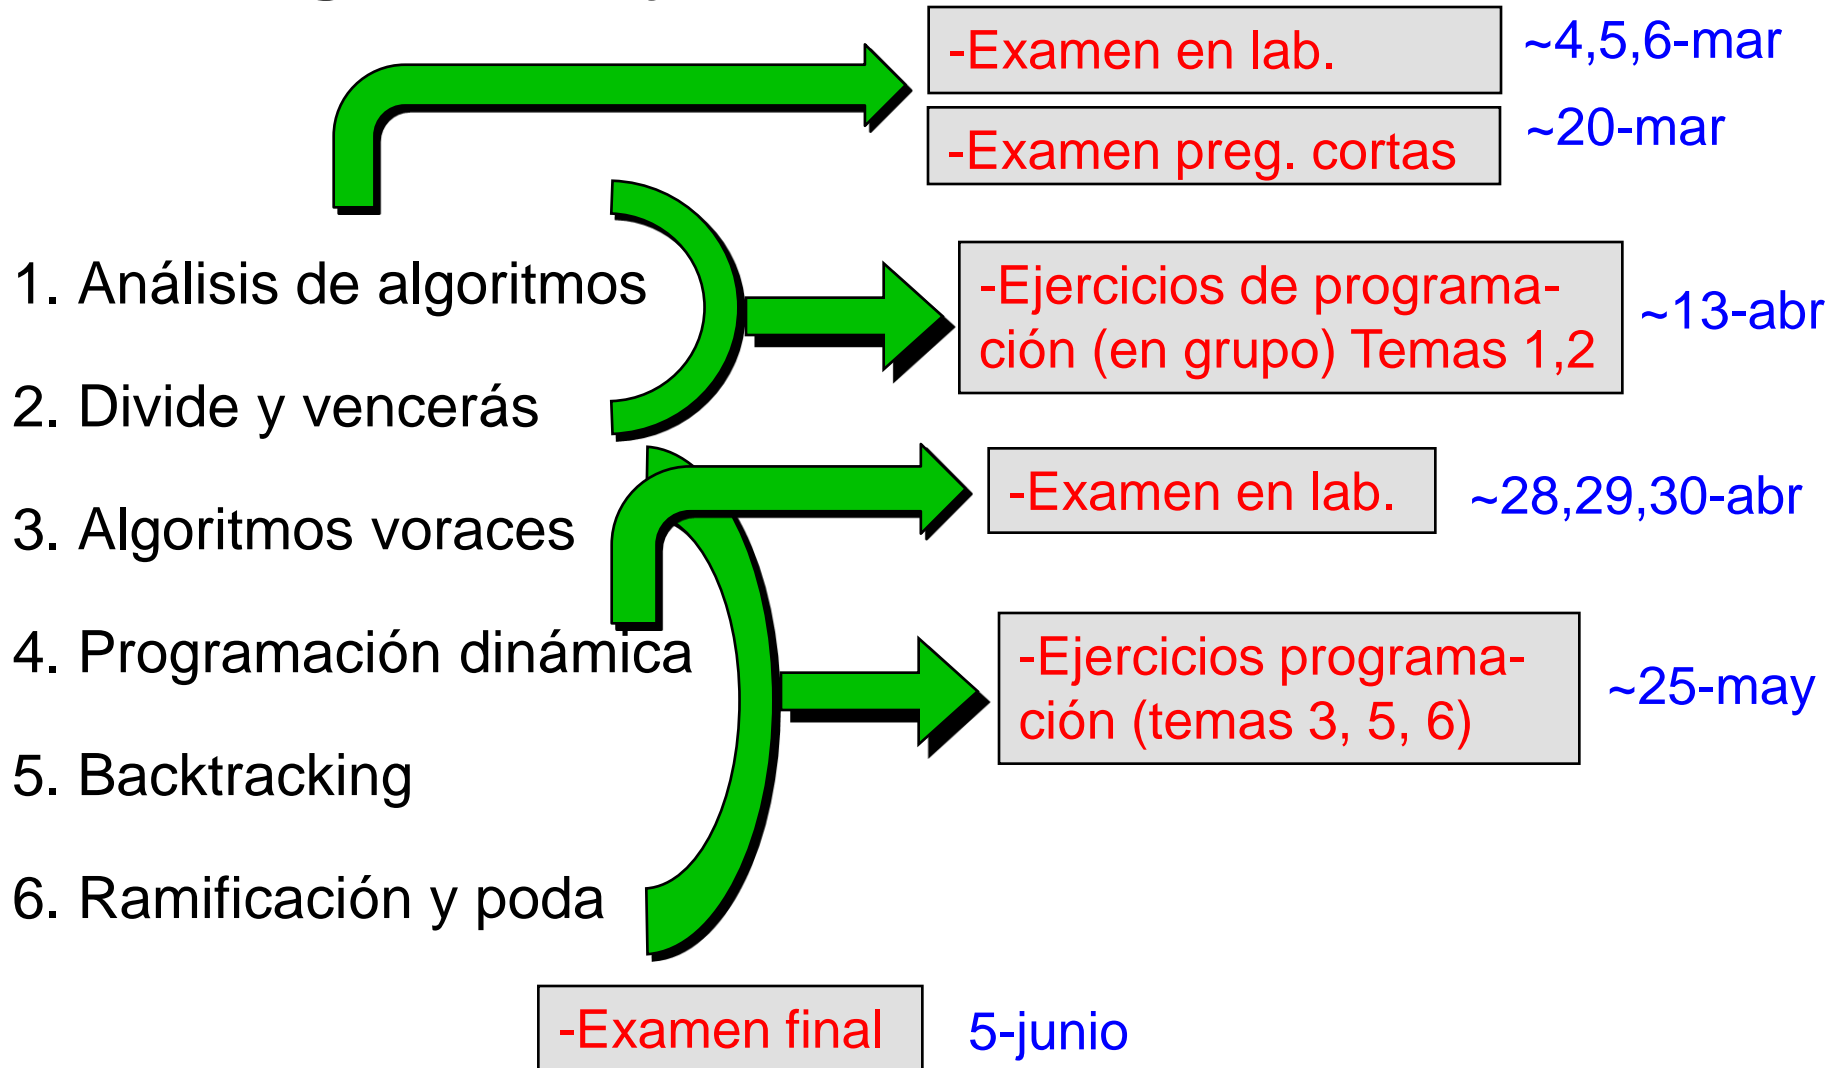 -Examen en lab.
~4,5,6-mar
-Examen preg. cortas
~20-mar
1. Análisis de algoritmos
-Ejercicios de programa-
ción (en grupo) Temas 1,2
~13-abr
2. Divide y vencerás
-Examen en lab.
~28,29,30-abr
3. Algoritmos voraces
4. Programación dinámica
-Ejercicios programa-
ción (temas 3, 5, 6)
~25-may
5. Backtracking
6. Ramificación y poda
-Examen final
5-junio